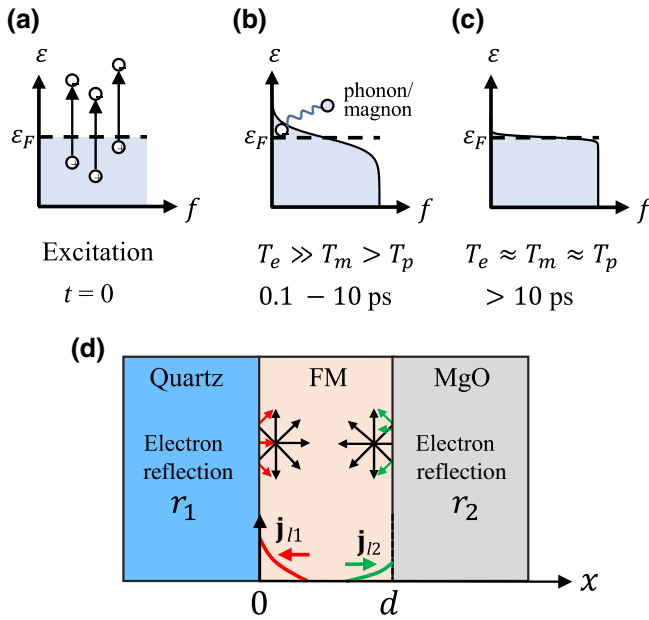 (a)
(b)
(c)
ε
ε
ε
phonon/
magnon
ε_F
ε_F
ε_F
f
f
f
Excitation
T_e ≫ T_m > T_p
T_e ≈ T_m ≈ T_p
t = 0
0.1 – 10 ps
> 10 ps
(d)
Quartz
FM
MgO
Electron
reflection
r_1
Electron
reflection
r_2
j_l1
j_l2
0
d
x